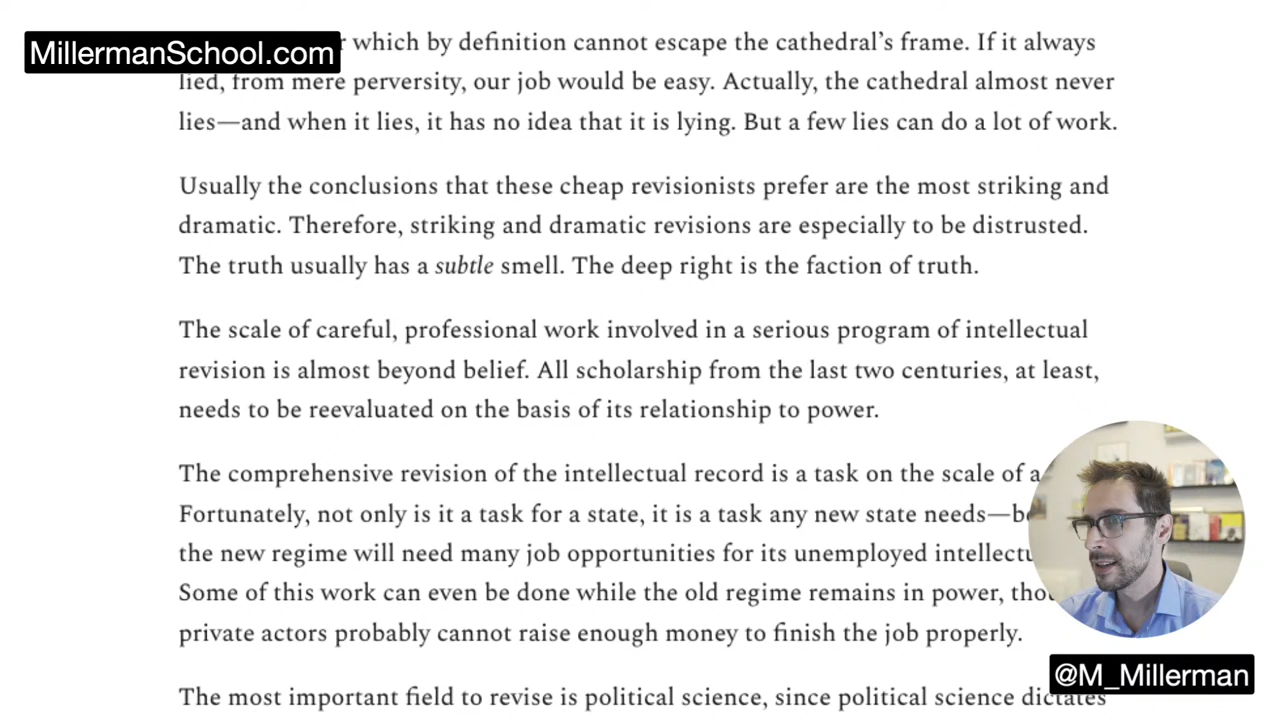 MillermanSchool.com
which by definition cannot escape the cathedral’s frame. If it always
lied, from mere perversity, our job would be easy. Actually, the cathedral almost never
lies—and when it lies, it has no idea that it is lying. But a few lies can do a lot of work.
Usually the conclusions that these cheap revisionists prefer are the most striking and
dramatic. Therefore, striking and dramatic revisions are especially to be distrusted.
The truth usually has a subtle smell. The deep right is the faction of truth.
The scale of careful, professional work involved in a serious program of intellectual
revision is almost beyond belief. All scholarship from the last two centuries, at least,
needs to be reevaluated on the basis of its relationship to power.
The comprehensive revision of the intellectual record is a task on the scale of a
Fortunately, not only is it a task for a state, it is a task any new state needs—
the new regime will need many job opportunities for its unemployed
Some of this work can even be done while the old regime remains in power,
private actors probably cannot raise enough money to finish the job properly.
@M_Millerman
The most important field to revise is political science, since political science dictates